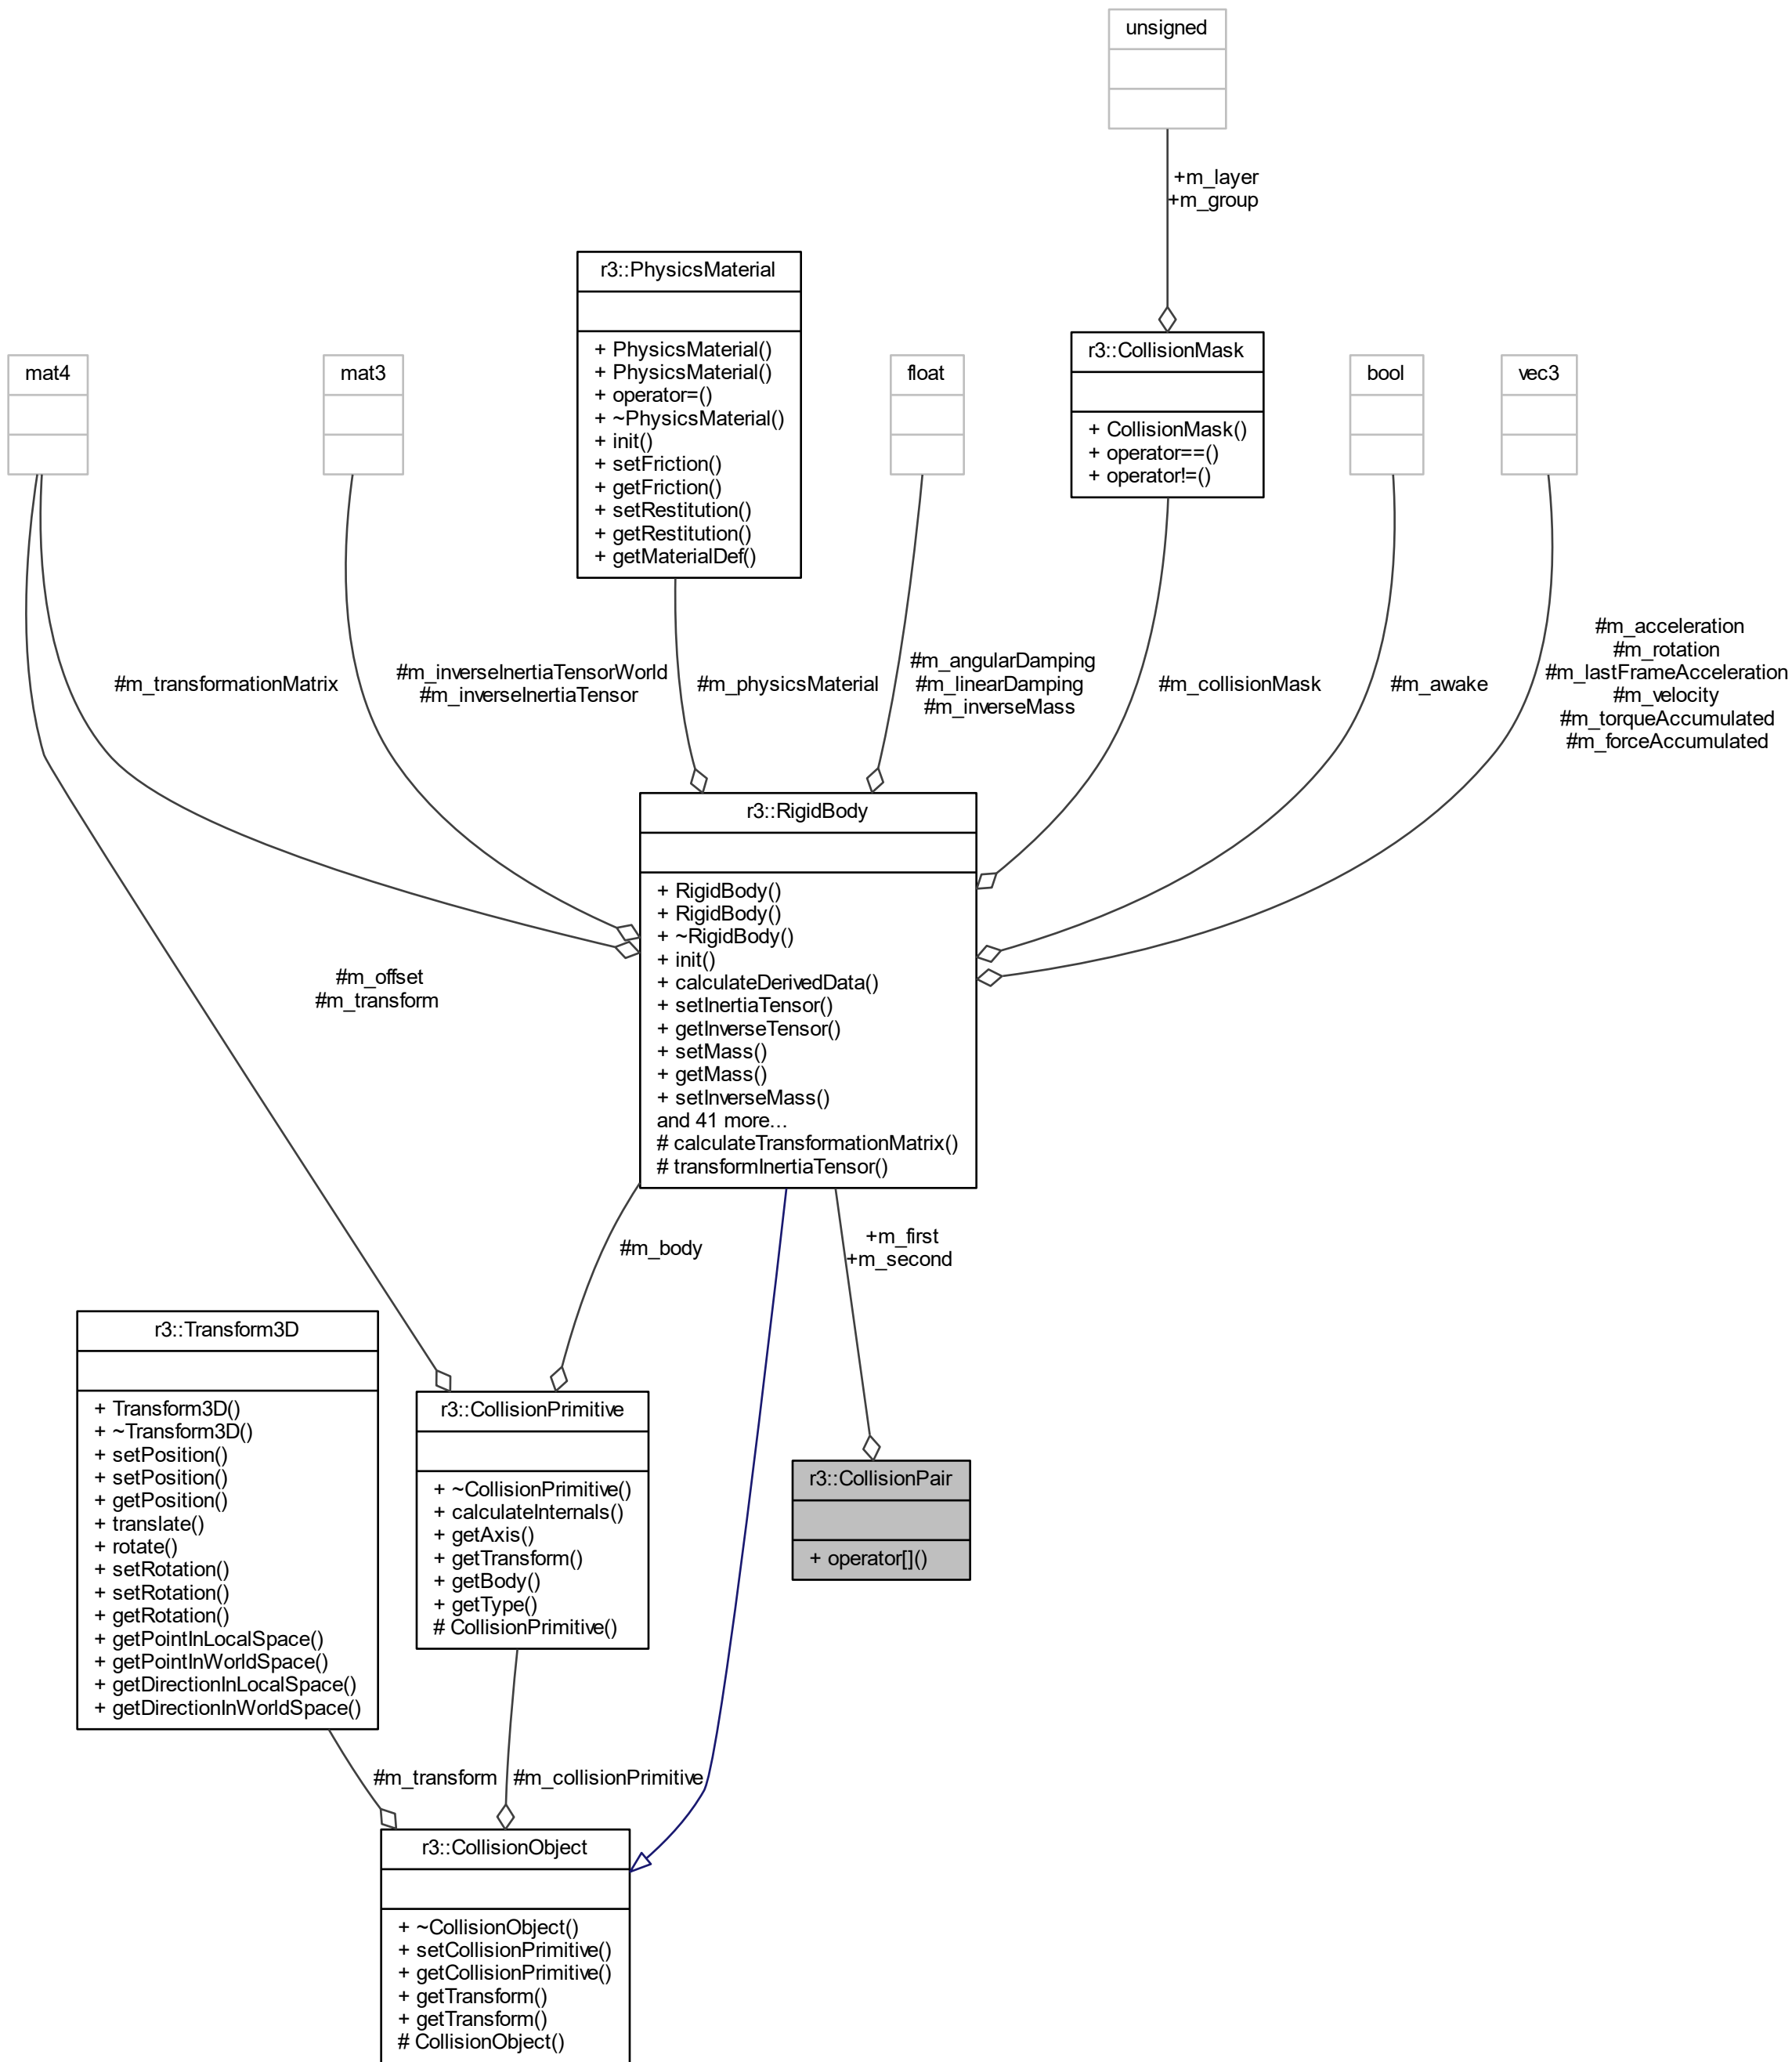 unsigned
+m_layer
+m_group
r3::PhysicsMaterial
+ PhysicsMaterial()
+ PhysicsMaterial()
+ operator=()
+ ~PhysicsMaterial()
+ init()
+ setFriction()
+ getFriction()
+ setRestitution()
+ getRestitution()
+ getMaterialDef()
r3::CollisionMask
+ CollisionMask()
+ operator==()
+ operator!=()
mat4
mat3
float
bool
vec3
#m_transformationMatrix
#m_inverseInertiaTensorWorld
#m_inverseInertiaTensor
#m_physicsMaterial
#m_angularDamping
#m_linearDamping
#m_inverseMass
#m_collisionMask
#m_awake
#m_acceleration
#m_rotation
#m_lastFrameAcceleration
#m_velocity
#m_torqueAccumulated
#m_forceAccumulated
r3::RigidBody
+ RigidBody()
+ RigidBody()
+ ~RigidBody()
+ init()
+ calculateDerivedData()
+ setInertiaTensor()
+ getInverseTensor()
+ setMass()
+ getMass()
+ setInverseMass()
and 41 more...
# calculateTransformationMatrix()
# transformInertiaTensor()
#m_offset
#m_transform
#m_body
+m_first
+m_second
r3::Transform3D
+ Transform3D()
+ ~Transform3D()
+ setPosition()
+ setPosition()
+ getPosition()
+ translate()
+ rotate()
+ setRotation()
+ setRotation()
+ getRotation()
+ getPointInLocalSpace()
+ getPointInWorldSpace()
+ getDirectionInLocalSpace()
+ getDirectionInWorldSpace()
r3::CollisionPrimitive
+ ~CollisionPrimitive()
+ calculateInternals()
+ getAxis()
+ getTransform()
+ getBody()
+ getType()
# CollisionPrimitive()
r3::CollisionPair
+ operator[]()
#m_transform
#m_collisionPrimitive
r3::CollisionObject
+ ~CollisionObject()
+ setCollisionPrimitive()
+ getCollisionPrimitive()
+ getTransform()
+ getTransform()
# CollisionObject()